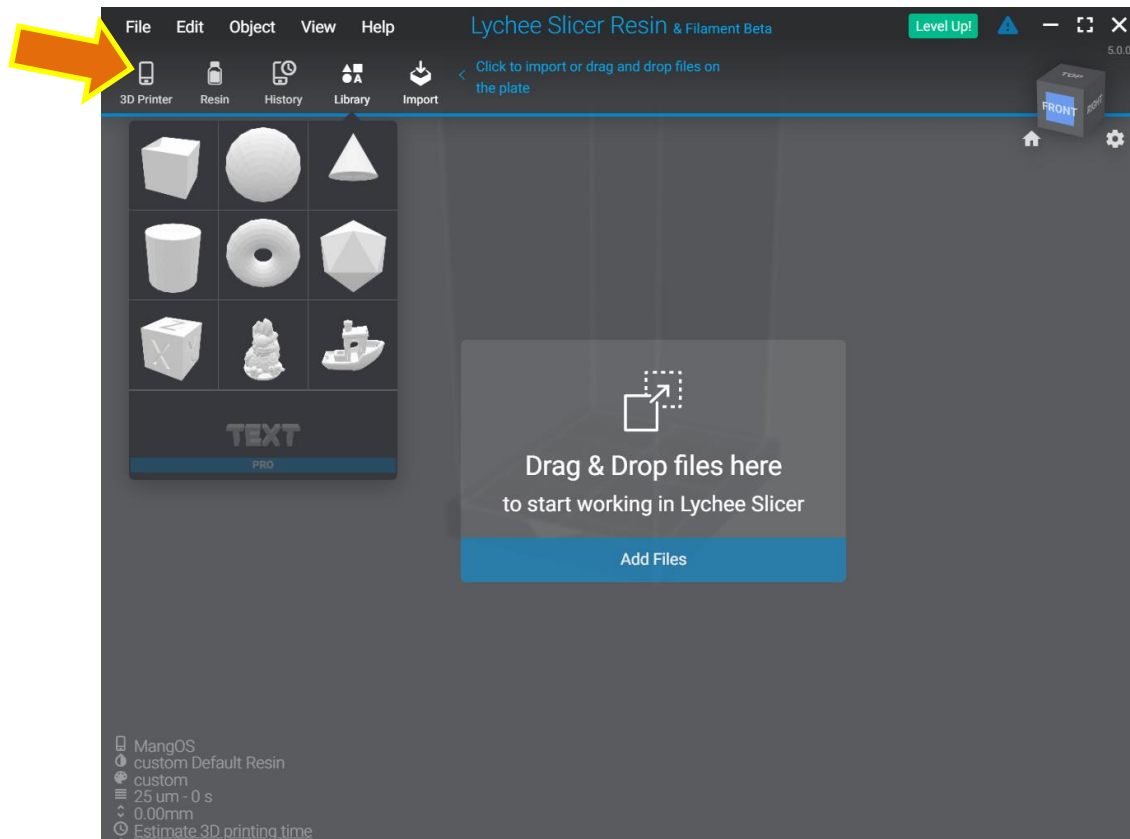 File Edit Object View Help
Lychee Slicer Resin & Filament Beta
Level Up!
5.0.0
3D Printer Resin History Library Import
Click to import or drag and drop files on
the plate
TOP
FRONT RIGHT
Z
X Y
TEXT
PRO
Drag & Drop files here
to start working in Lychee Slicer
Add Files
MangOS
custom Default Resin
custom
25 um - 0 s
0.00mm
Estimate 3D printing time